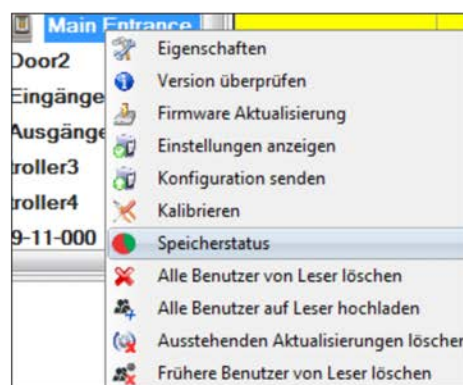 Main Entrance
Door2
Eingänge
Ausgänge
troller3
troller4
9-11-000
Eigenschaften
Version überprüfen
Firmware Aktualisierung
Einstellungen anzeigen
Konfiguration senden
Kalibrieren
Speicherstatus
Alle Benutzer von Leser löschen
Alle Benutzer auf Leser hochladen
Ausstehenden Aktualisierungen löschen
Frühere Benutzer von Leser löschen